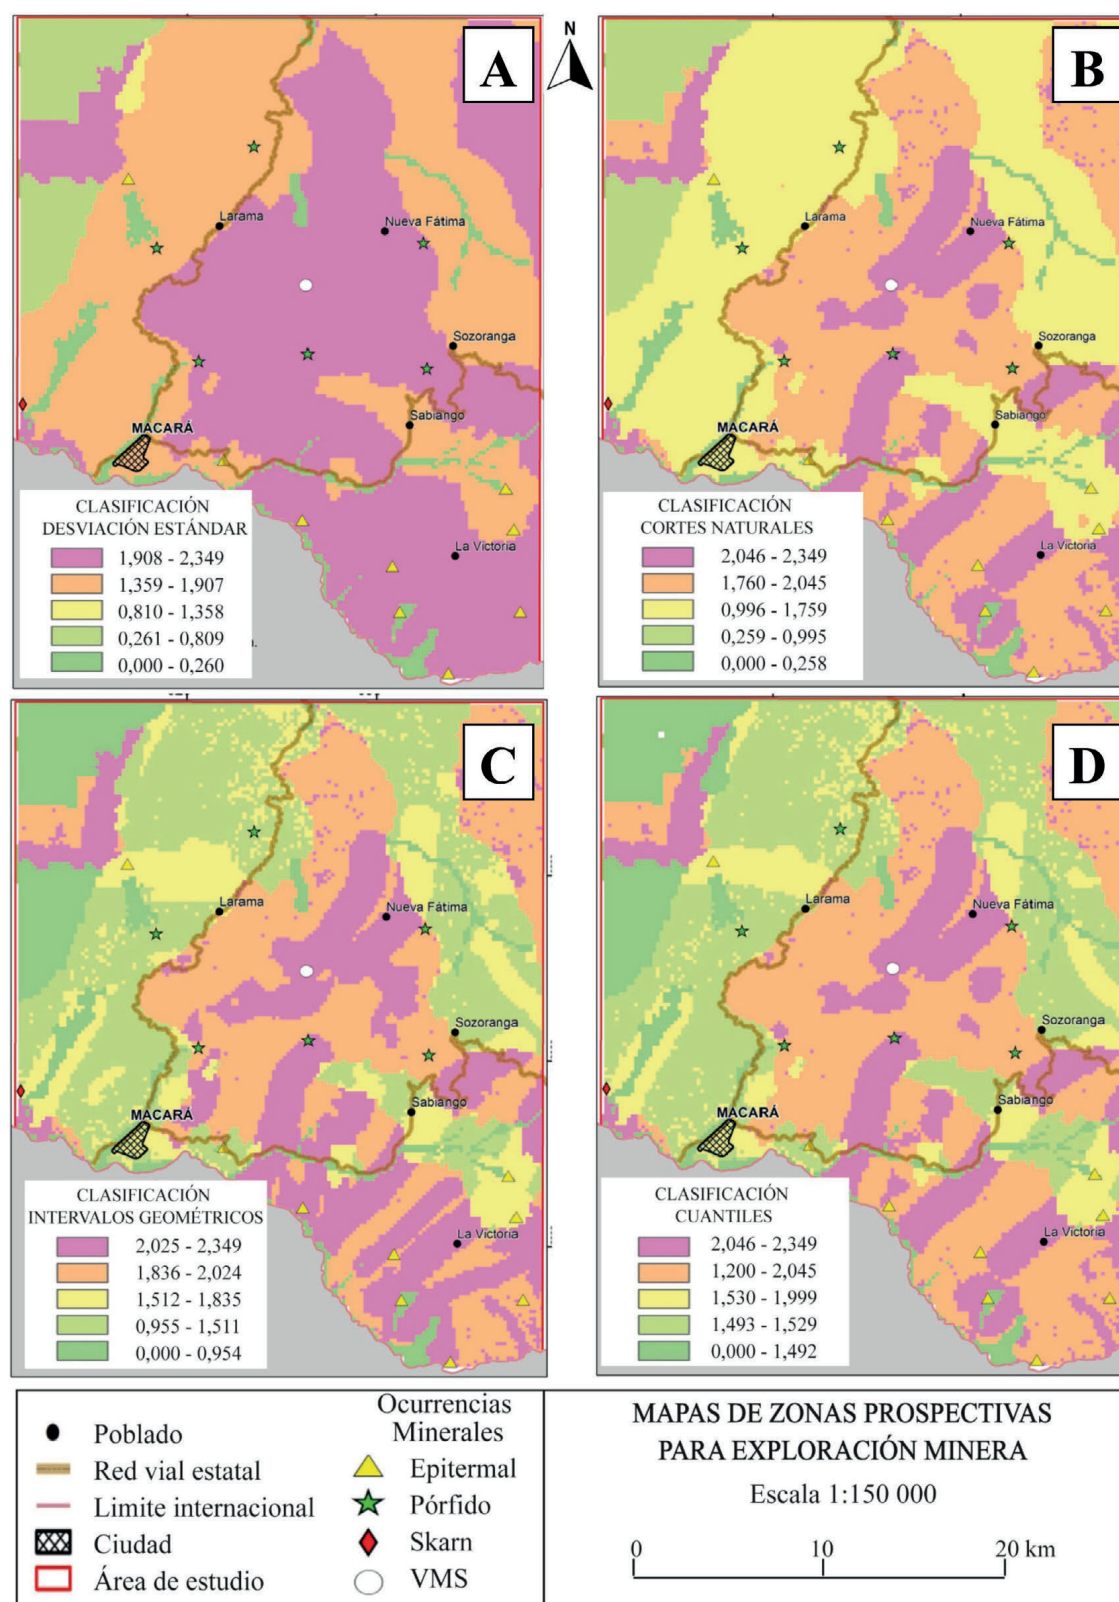 A
N
B
Larama
Nueva Fátima
Sozoranga
Sabiango
MACARÁ
La Victoria
CLASIFICACIÓN
DESVIACIÓN ESTÁNDAR
1,908 - 2,349
1,359 - 1,907
0,810 - 1,358
0,261 - 0,809
0,000 - 0,260
Larama
Nueva Fátima
Sozoranga
Sabiango
MACARÁ
La Victoria
CLASIFICACIÓN
CORTES NATURALES
2,046 - 2,349
1,760 - 2,045
0,996 - 1,759
0,259 - 0,995
0,000 - 0,258
C
Larama
Nueva Fátima
Sozoranga
Sabiango
MACARÁ
La Victoria
CLASIFICACIÓN
INTERVALOS GEOMÉTRICOS
2,025 - 2,349
1,836 - 2,024
1,512 - 1,835
0,955 - 1,511
0,000 - 0,954
D
Larama
Nueva Fátima
Sozoranga
Sabiango
MACARÁ
La Victoria
CLASIFICACIÓN
CUANTILES
2,046 - 2,349
1,200 - 2,045
1,530 - 1,999
1,493 - 1,529
0,000 - 1,492
Poblado
Red vial estatal
Limite internacional
Ciudad
Área de estudio
Ocurrencias
Minerales
Epitermal
Pórfido
Skarn
VMS
MAPAS DE ZONAS PROSPECTIVAS
PARA EXPLORACIÓN MINERA
Escala 1:150 000
0 10 20 km